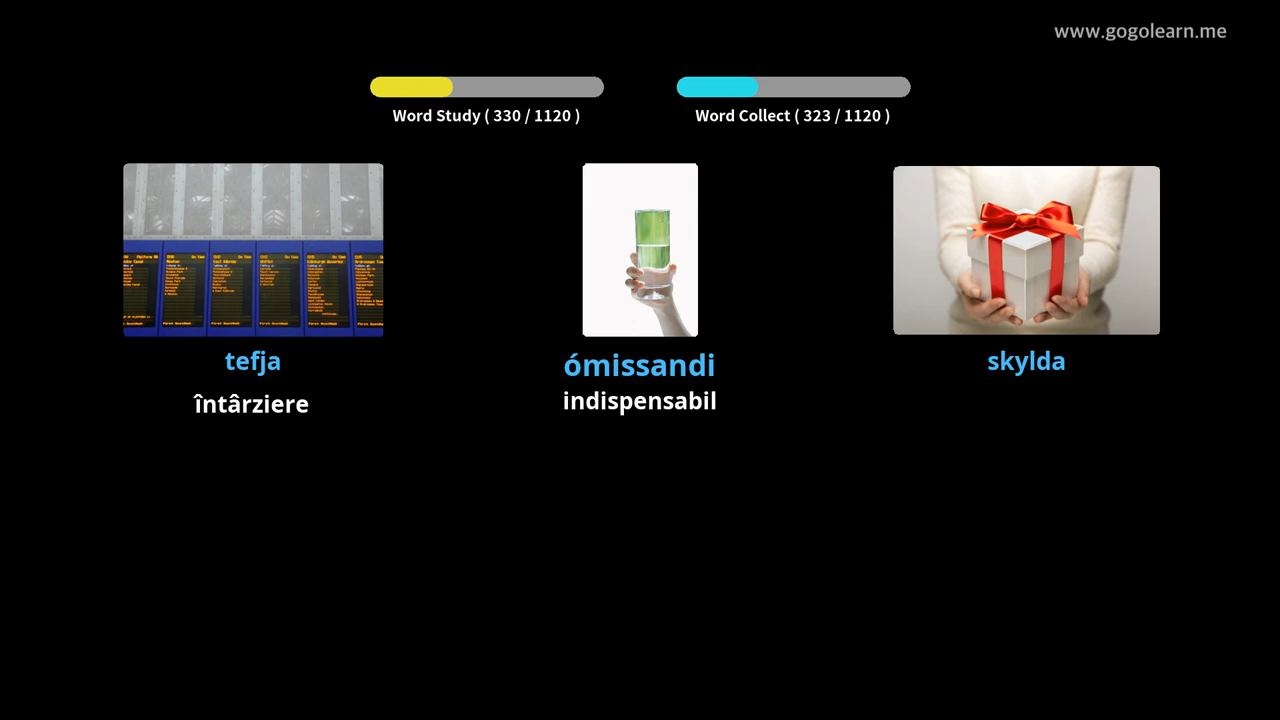 www.gogolearn.me
Word Study ( 330 / 1120 )
Word Collect ( 323 / 1120 )
tefja
ómissandi
skylda
întârziere
indispensabil